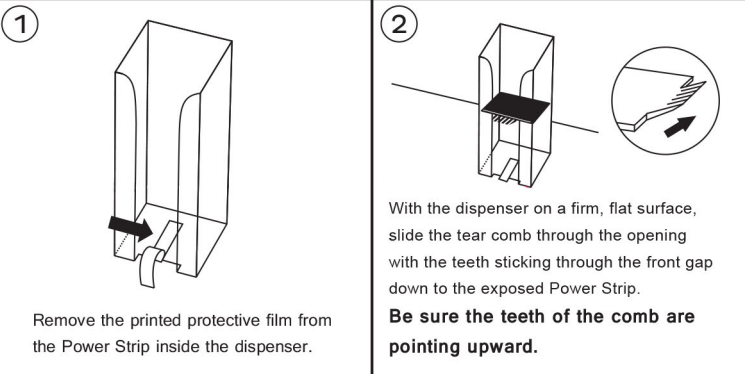 1
Remove the printed protective film from
the Power Strip inside the dispenser.
2
With the dispenser on a firm, flat surface,
slide the tear comb through the opening
with the teeth sticking through the front gap
down to the exposed Power Strip.
Be sure the teeth of the comb are
pointing upward.